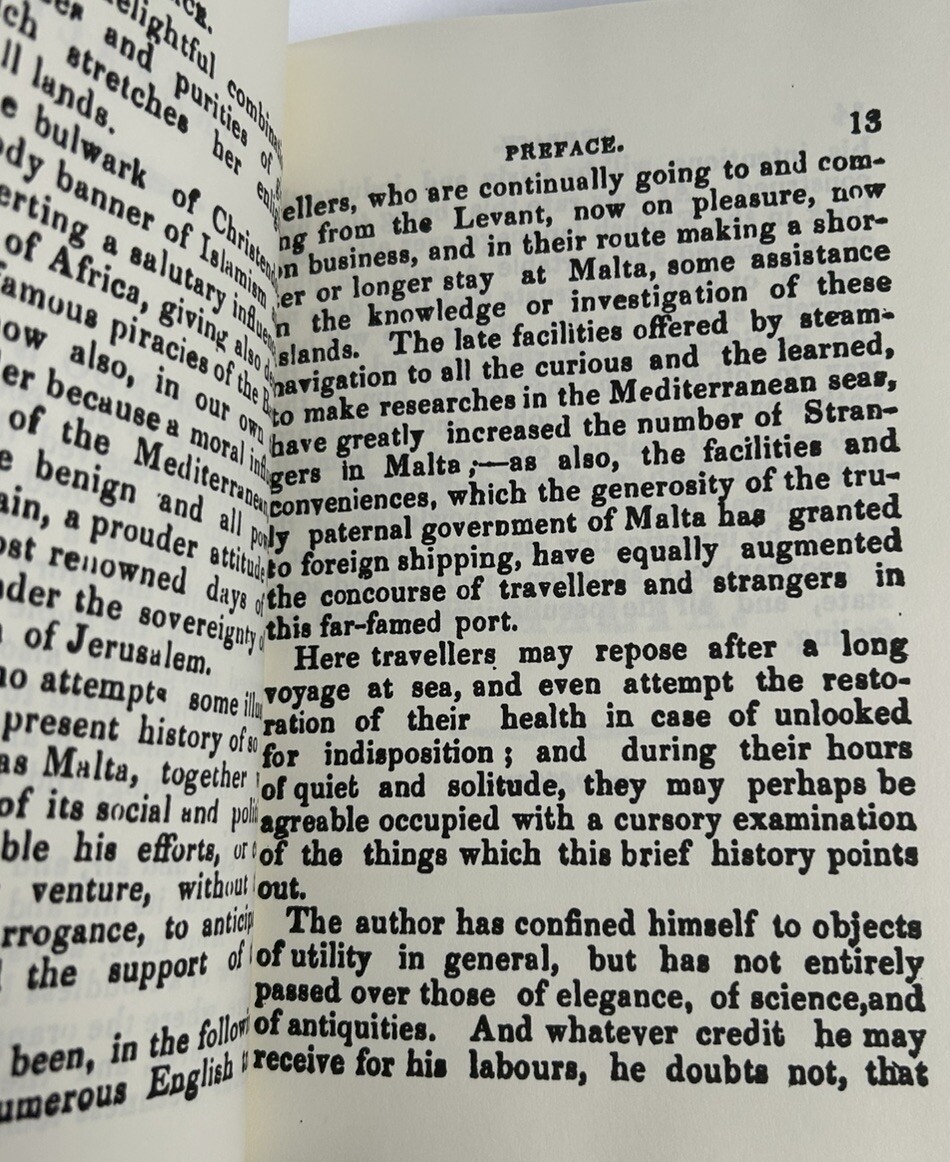 delightful
and purities of
stretches her
ll lands.
bulwark of
banner of Islamism
a salutary
of Africa, giving also
piracies of the
also, in our own
because a moral
of the Mediterranean
benign and all
a prouder attitude
renowned days of
the sovereignty
of Jerusalem.
attempts some
present history of so
as Malta, together
of its social and
his efforts, or
venture, without
to
the support of
been, in the
English
PREFACE. 13
ellers, who are continually going to and com-
ng from the Levant, now on pleasure, now
on business, and in their route making a shor-
er or longer stay at Malta, some assistance
n the knowledge or investigation of these
slands. The late facilities offered by steam-
navigation to all the curious and the learned,
to make researches in the Mediterranean seas,
have greatly increased the number of Stran-
gers in Malta ;—as also, the facilities and
conveniences, which the generosity of the tru-
ly paternal government of Malta has granted
to foreign shipping, have equally augmented
the concourse of travellers and strangers in
this far-famed port.
Here travellers may repose after a long
voyage at sea, and even attempt the resto-
ration of their health in case of unlooked
for indisposition ; and during their hours
of quiet and solitude, they may perhaps be
agreable occupied with a cursory examination
of the things which this brief history points
out.
The author has confined himself to objects
of utility in general, but has not entirely
passed over those of elegance, of science,and
of antiquities. And whatever credit he may
receive for his labours, he doubts not, that